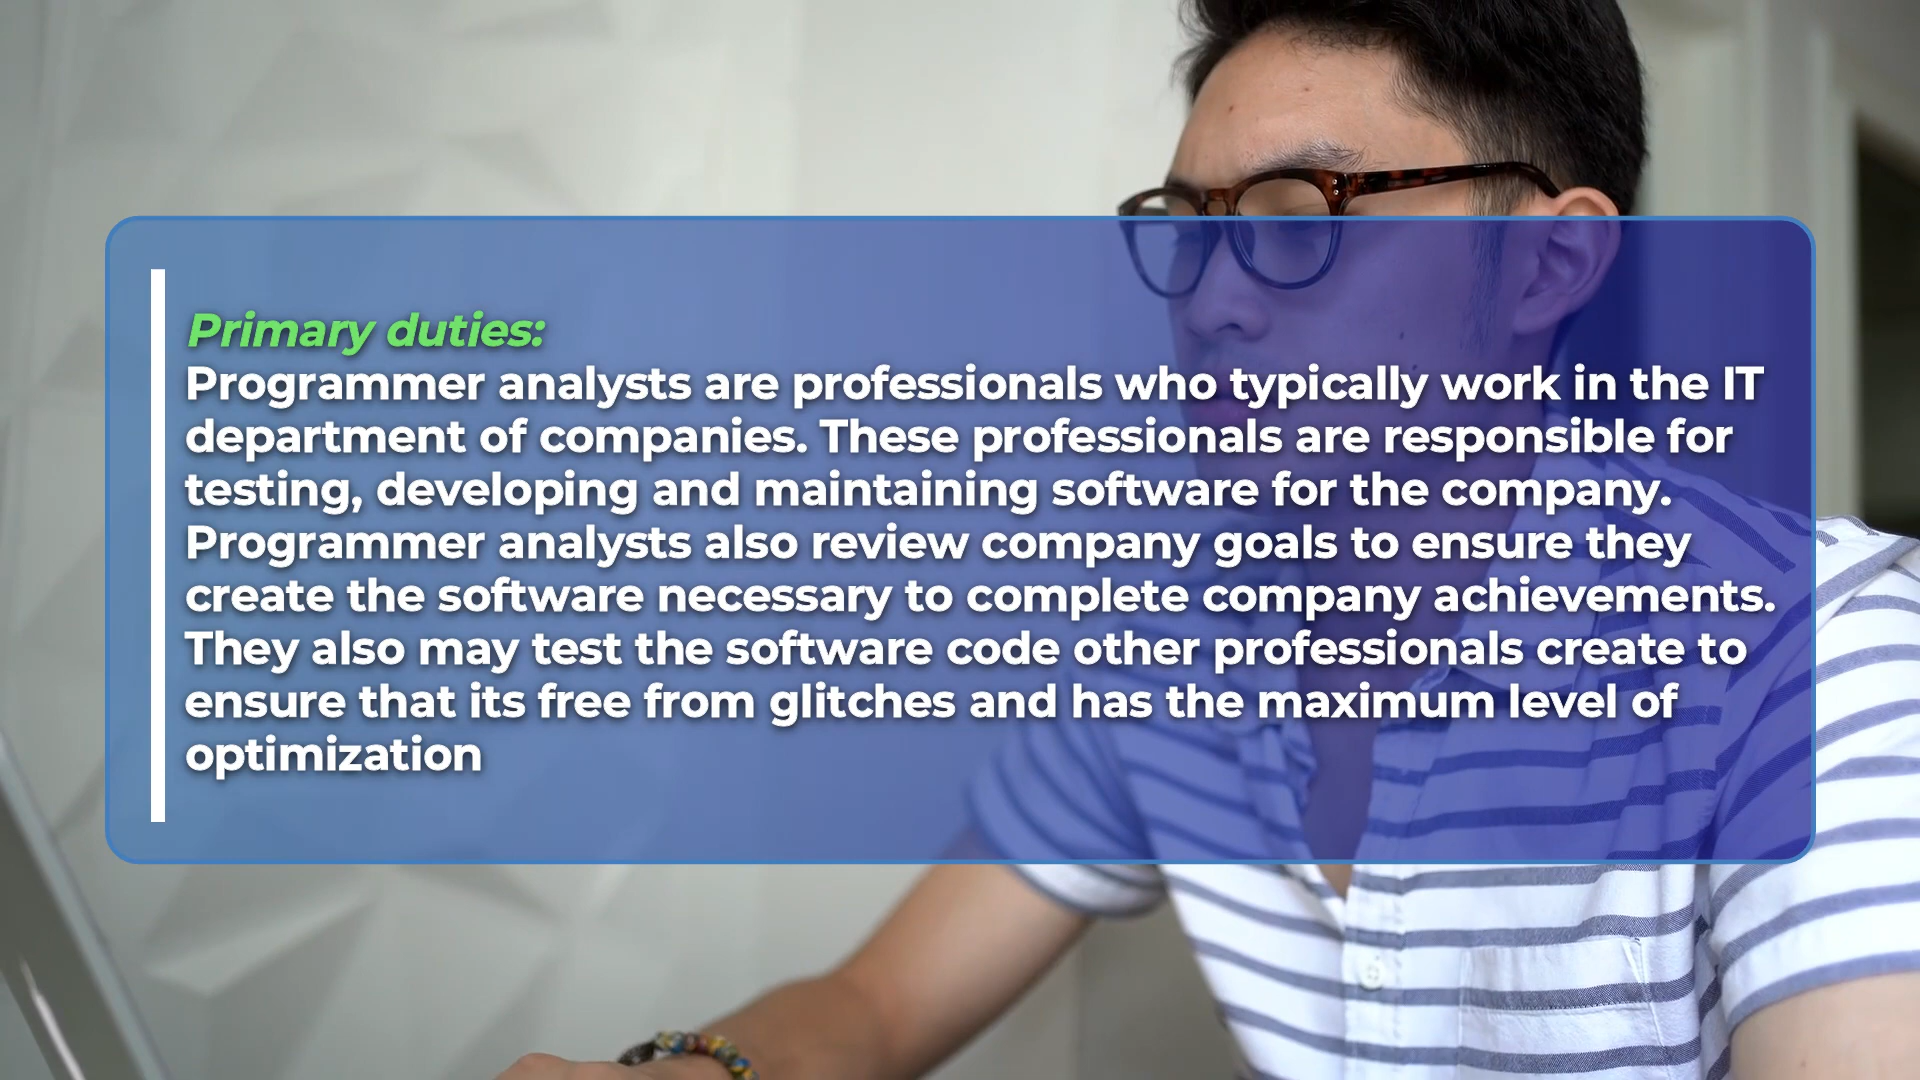 Primary duties:
Programmer analysts are professionals who typically work in the IT
department of companies. These professionals are responsible for
testing, developing and maintaining software for the company.
Programmer analysts also review company goals to ensure they
create the software necessary to complete company achievements.
They also may test the software code other professionals create to
ensure that its free from glitches and has the maximum level of
optimization